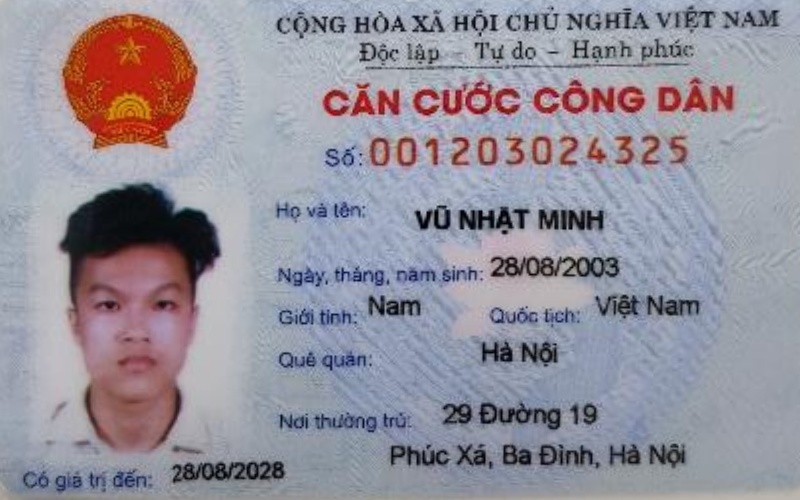 CỘNG HÒA XÃ HỘI CHỦ NGHĨA VIỆT NAM
Độc lập - Tự do - Hạnh phúc
CĂN CƯỚC CÔNG DÂN
Số: 001203024325
Họ và tên: VŨ NHẬT MINH
Ngày, tháng, năm sinh: 28/08/2003
Giới tính: Nam Quốc tịch: Việt Nam
Quê quán: Hà Nội
Nơi thường trú: 29 Đường 19
Phúc Xá, Ba Đình, Hà Nội
Có giá trị đến: 28/08/2028